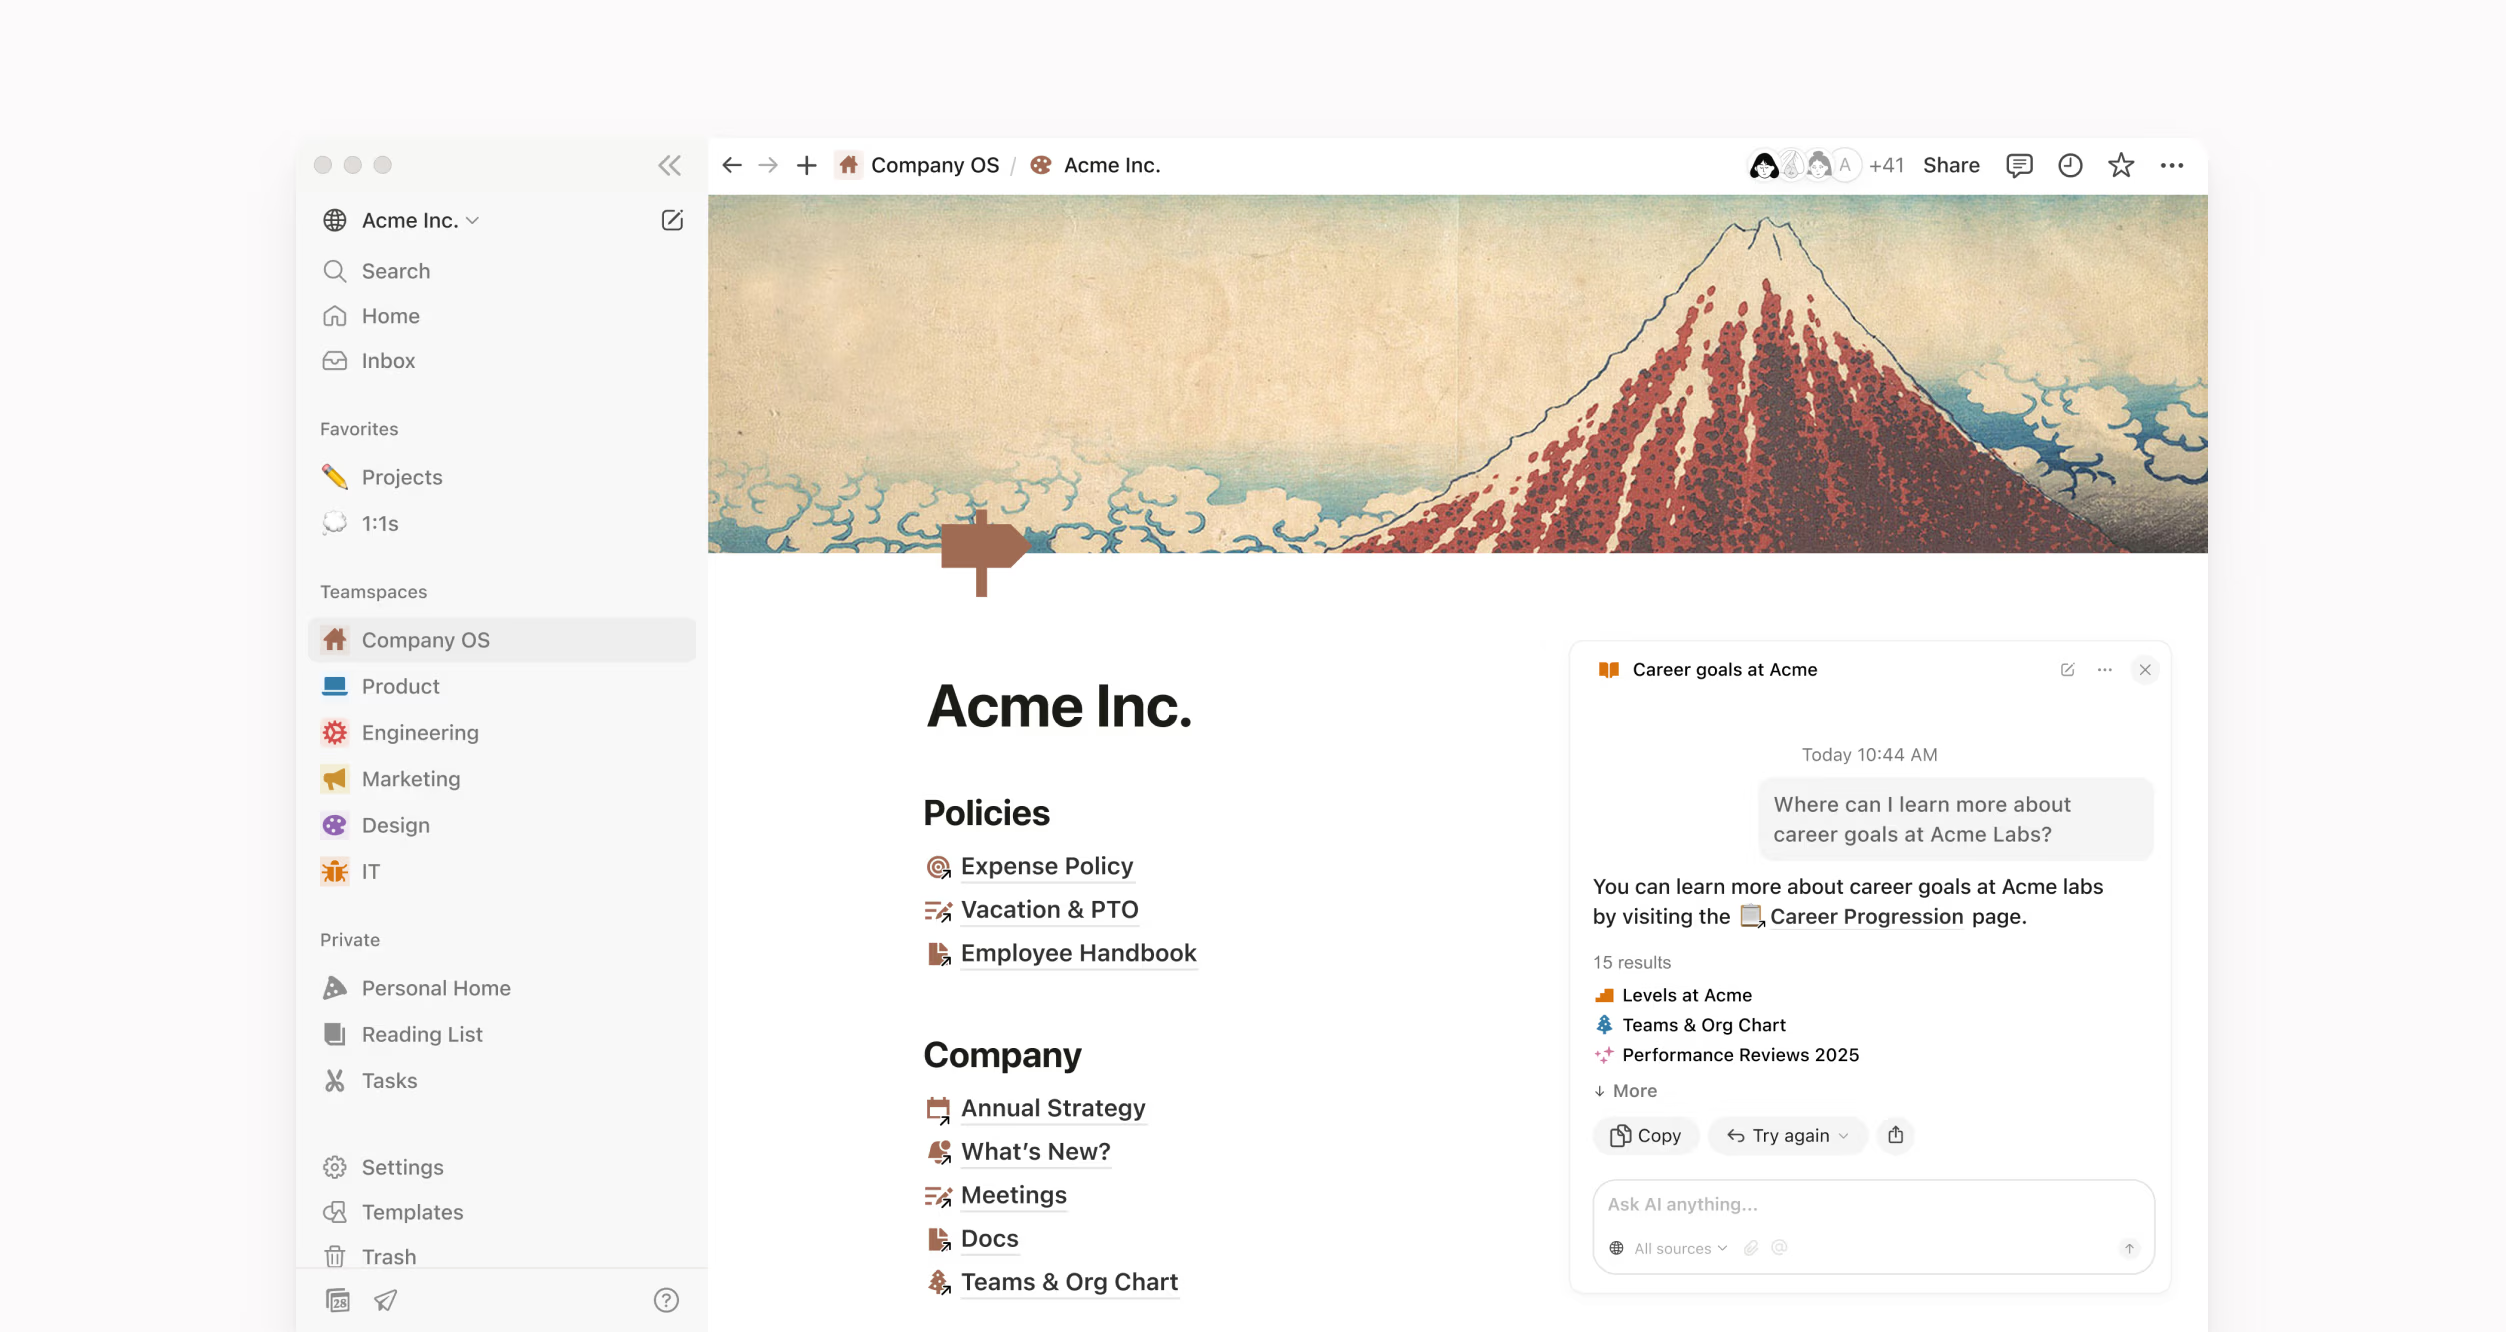 Acme Inc.
Search
Home
Inbox
Favorites
Projects
1:1s
Teamspaces
Company OS
Product
Engineering
Marketing
Design
IT
Private
Personal Home
Reading List
Tasks
Settings
Templates
Trash
28
Company OS / Acme Inc.
A +41 Share
Acme Inc.
Policies
Expense Policy
Vacation & PTO
Employee Handbook
Company
Annual Strategy
What’s New?
Meetings
Docs
Teams & Org Chart
Career goals at Acme
Today 10:44 AM
Where can I learn more about
career goals at Acme Labs?
You can learn more about career goals at Acme labs
by visiting the Career Progression page.
15 results
Levels at Acme
Teams & Org Chart
Performance Reviews 2025
More
Copy Try again
Ask AI anything...
All sources